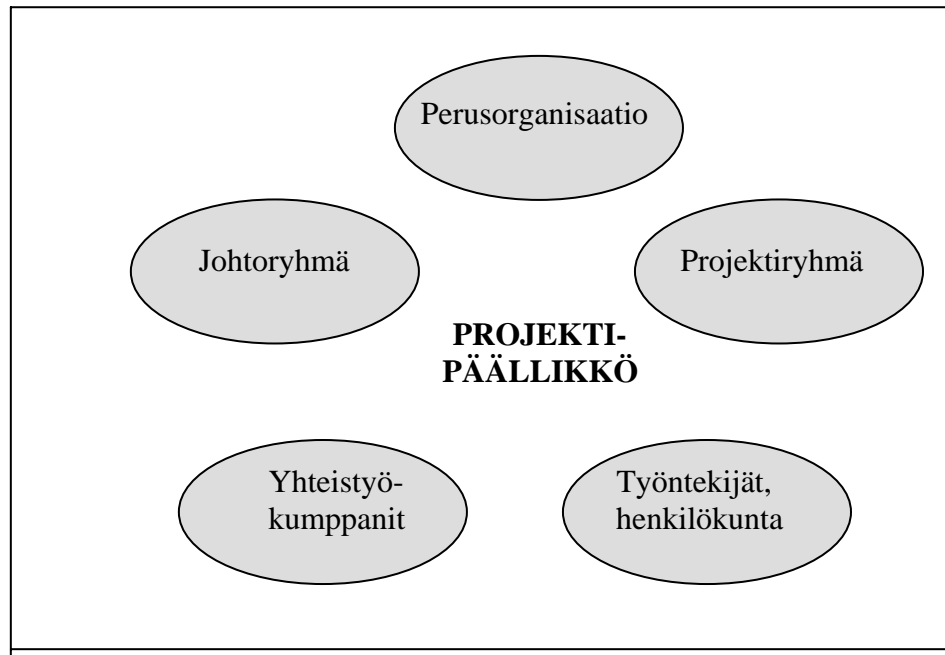 Perusorganisaatio
Johtoryhmä
Projektiryhmä
PROJEKTI-
PÄÄLLIKKÖ
Yhteistyö-
kumppanit
Työntekijät,
henkilökunta